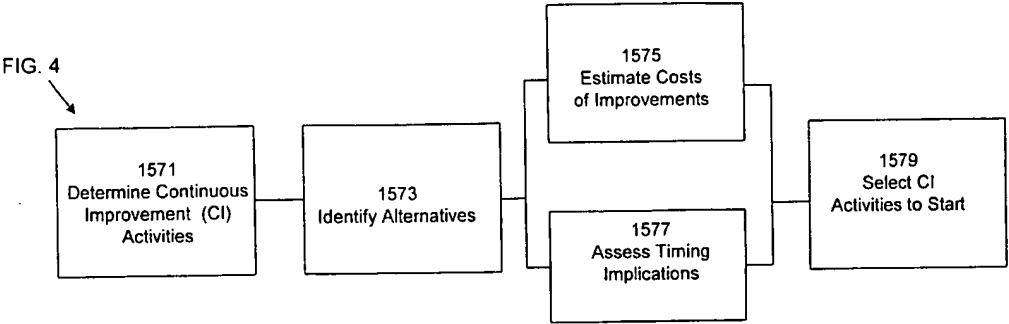 FIG. 4
1571
Determine Continuous
Improvement (CI)
Activities
1573
Identify Alternatives
1575
Estimate Costs
of Improvements
1577
Assess Timing
Implications
1579
Select CI
Activities to Start